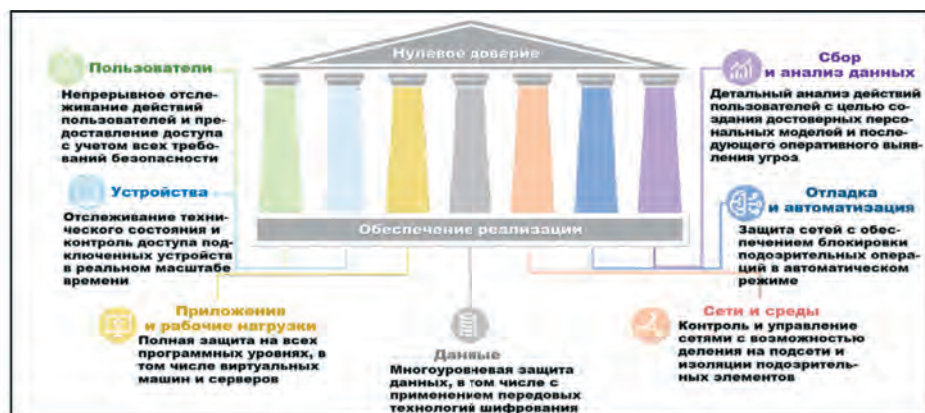 Нулевое доверие
Пользователи
Непрерывное отсле-
живание действий
пользователей и пре-
доставление доступа
с учетом всех требо-
ваний безопасности
Устройства
Отслеживание техни-
ческого состояния и
контроль доступа под-
ключенных устройств
в реальном масштабе
времени
Приложения
и рабочие нагрузки
Полная защита на всех
программных уровнях, в
том числе виртуальных
машин и серверов
Обеспечение реализации
Данные
Многоуровневая защита
данных, в том числе с
применением передовых
технологий шифрования
Сбор
и анализ данных
Детальный анализ действий
пользователей с целью со-
здания достоверных персо-
нальных моделей и после-
дующего оперативного выяв-
ления угроз
Отладка
и автоматизация
Защита сетей с обес-
печением блокировки
подозрительных опера-
ций в автоматическом
режиме
Сети и среды
Контроль и управление
сетями с возможностью
деления на подсети и
изоляции подозритель-
ных элементов